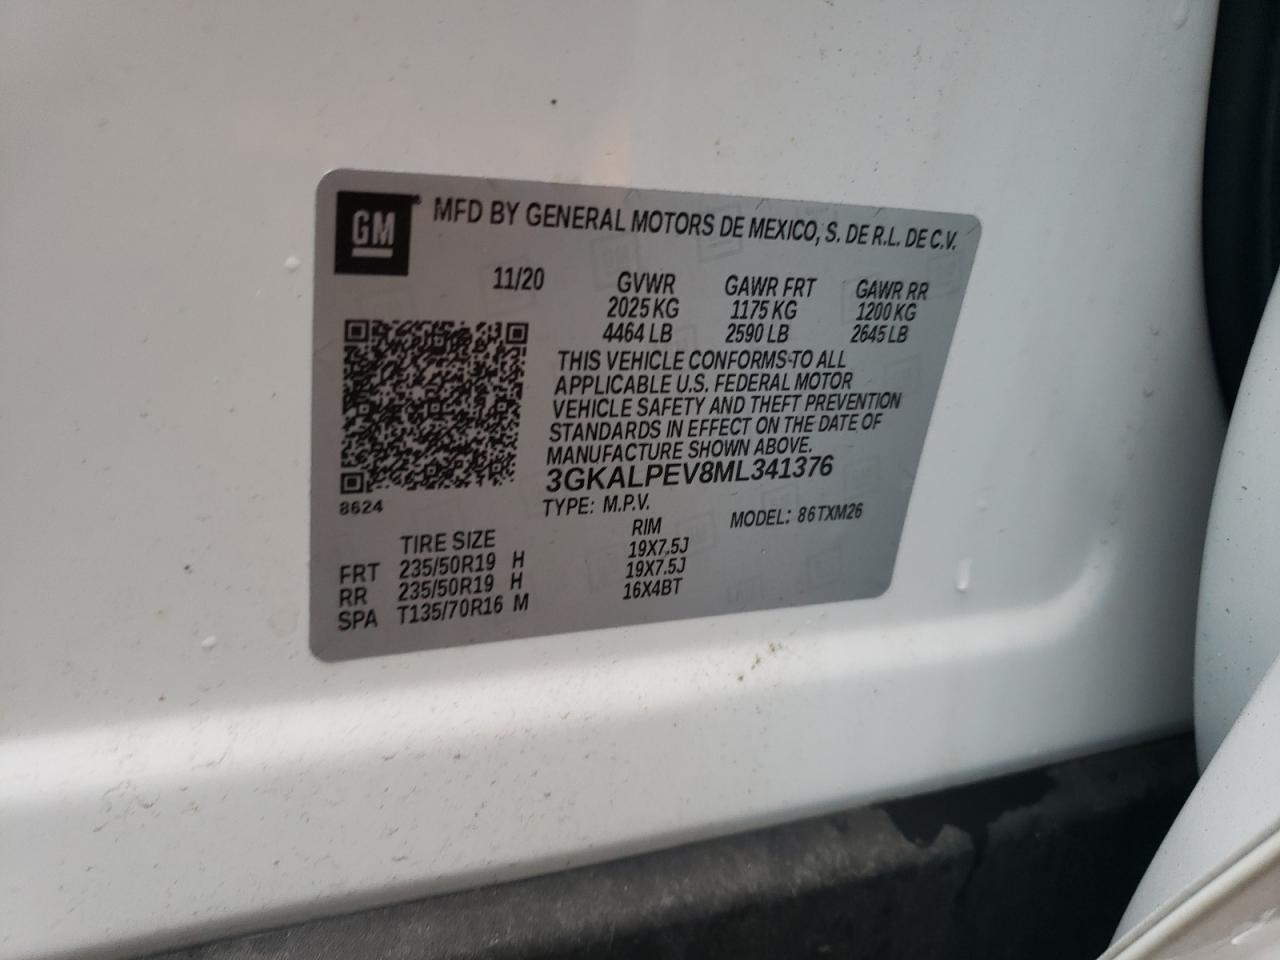 GM MFD BY GENERAL MOTORS DE MEXICO, S. DE R.L. DE C.V.
11/20 GVWR GAWR FRT GAWR RR
2025 KG 1175 KG 1200 KG
4464 LB 2590 LB 2645 LB
THIS VEHICLE CONFORMS TO ALL
APPLICABLE U.S. FEDERAL MOTOR
VEHICLE SAFETY AND THEFT PREVENTION
STANDARDS IN EFFECT ON THE DATE OF
MANUFACTURE SHOWN ABOVE.
3GKALPEV8ML341376
8624
TYPE: M.P.V. MODEL: 86TXM26
TIRE SIZE RIM
FRT 235/50R19 H 19X7.5J
RR 235/50R19 H 19X7.5J
SPA T135/70R16 M 16X4BT